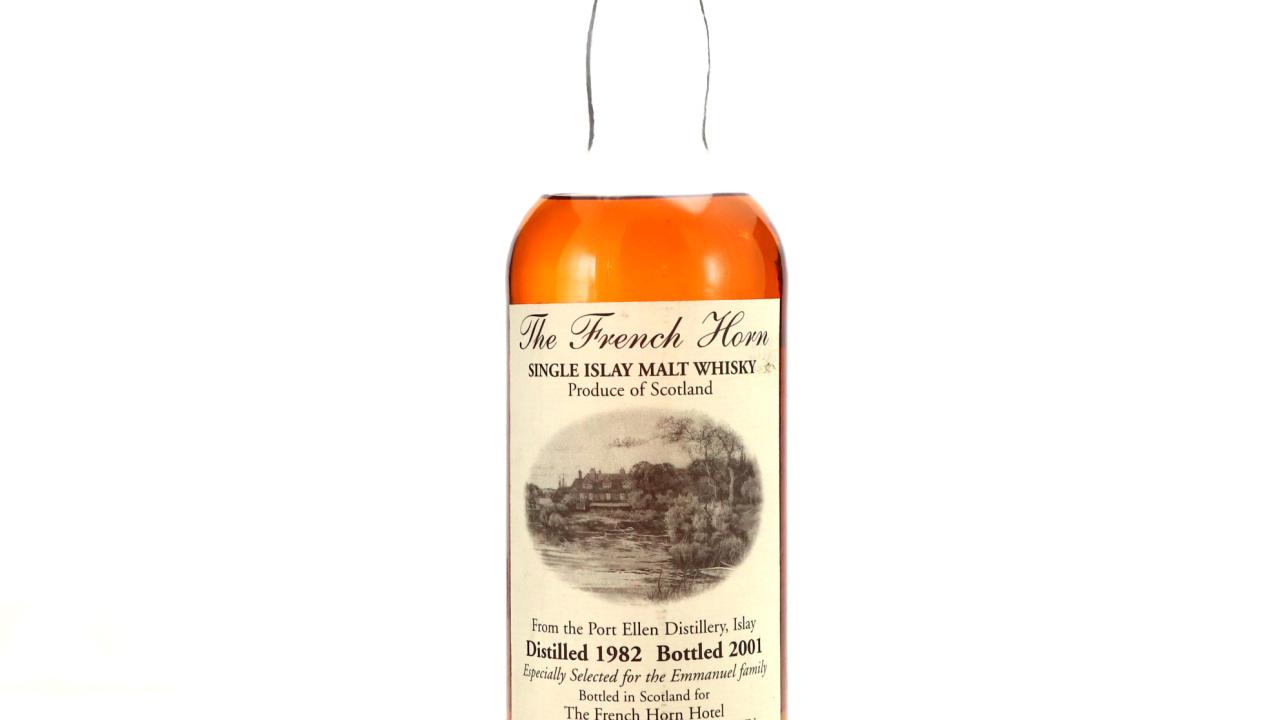 The French Horn
SINGLE ISLAY MALT WHISKY
Produce of Scotland
From the Port Ellen Distillery, Islay
Distilled 1982 Bottled 2001
Especially Selected for the Emmanuel family
Bottled in Scotland for
The French Horn Hotel